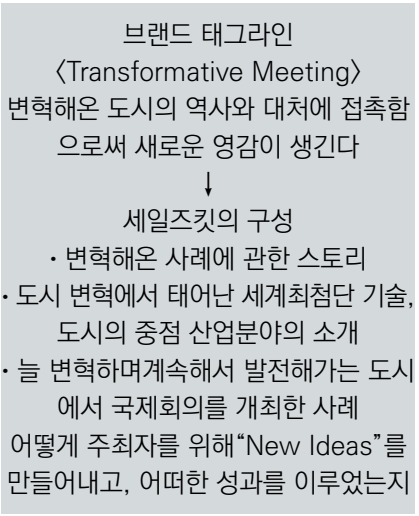 브랜드 태그라인
〈Transformative Meeting〉
변혁해온 도시의 역사와 대처에 접촉함
으로써 새로운 영감이 생긴다
↓
세일즈킷의 구성
・변혁해온 사례에 관한 스토리
・도시 변혁에서 태어난 세계최첨단 기술,
도시의 중점 산업분야의 소개
・늘 변혁하며계속해서 발전해가는 도시
에서 국제회의를 개최한 사례
어떻게 주최자를 위해“New Ideas”를
만들어내고, 어떠한 성과를 이루었는지